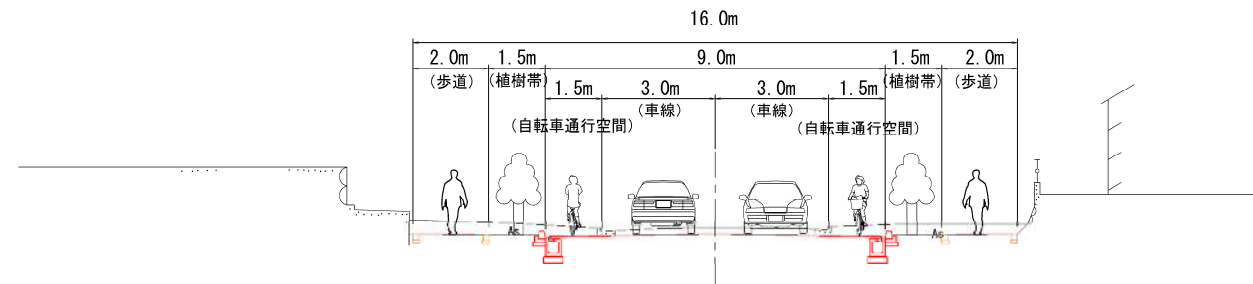 16.0m
2.0m 1.5m 9.0m 1.5m 2.0m
(歩道) (植樹帯) (植樹帯) (歩道)
1.5m 3.0m 3.0m 1.5m
(車線) (車線)
(自転車通行空間) (自転車通行空間)
As As